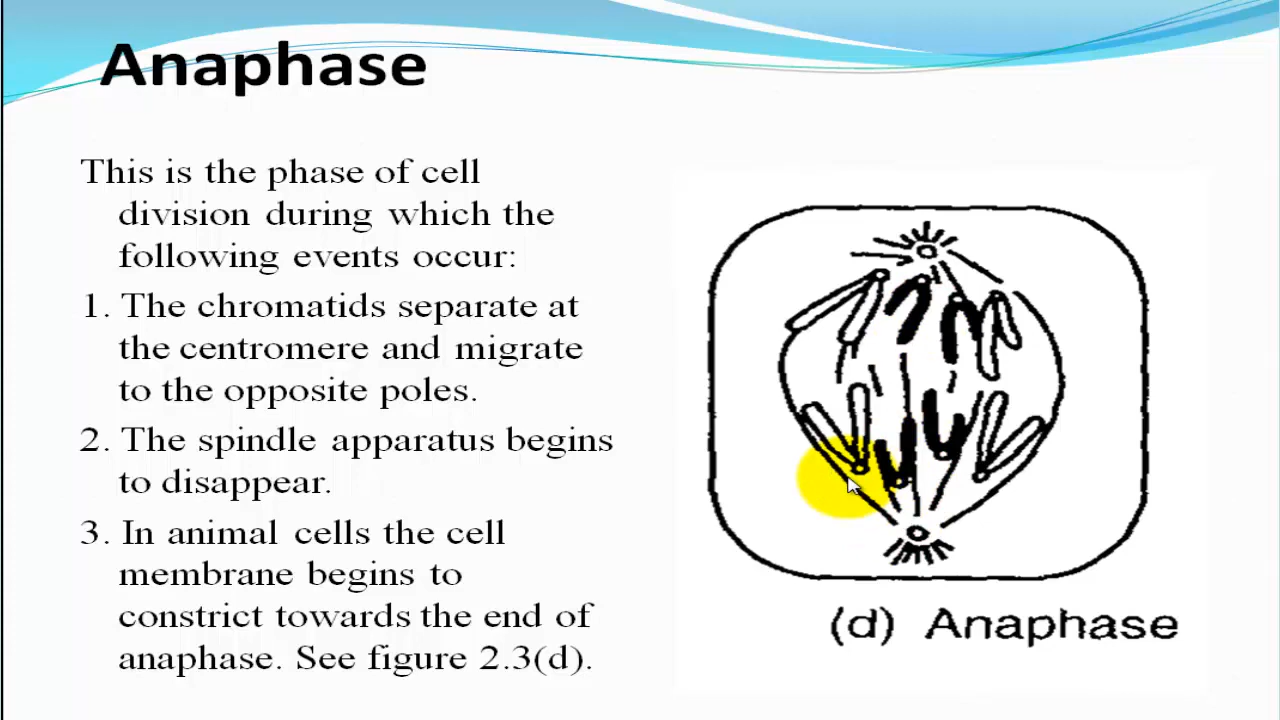 Anaphase
This is the phase of cell
division during which the
following events occur:
1. The chromatids separate at
the centromere and migrate
to the opposite poles.
2. The spindle apparatus begins
to disappear.
3. In animal cells the cell
membrane begins to
constrict towards the end of
anaphase. See figure 2.3(d).
(d) Anaphase